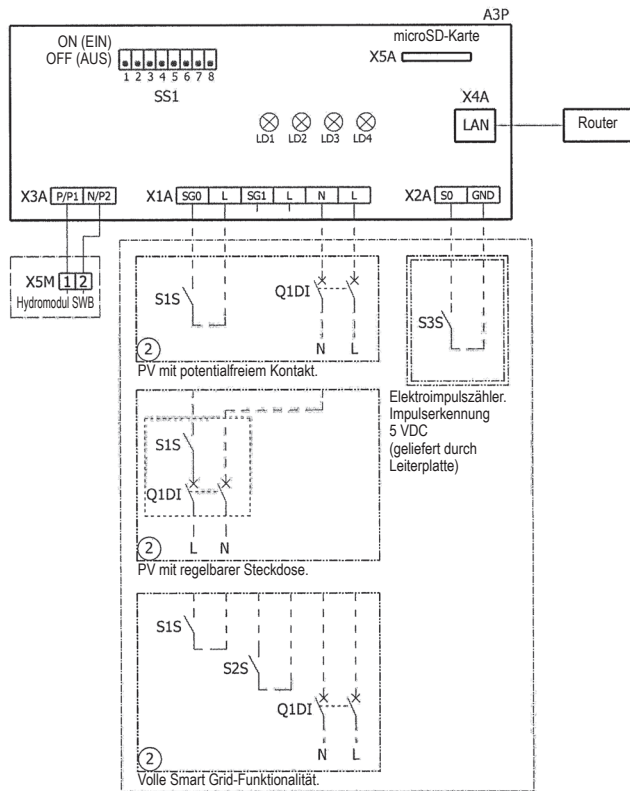 A3P
ON (EIN)
OFF (AUS)
1 2 3 4 5 6 7 8
SS1
microSD-Karte
X5A
X4A
LAN
Router
LD1 LD2 LD3 LD4
X3A P/P1 N/P2
X1A SG0 L SG1 L N L
X2A S0 GND
X5M 1 2
Hydromodul SWB
S1S
Q1DI
N L
2
PV mit potentialfreiem Kontakt.
S3S
Elektroimpulszähler.
Impulserkennung
5 VDC
(geliefert durch
Leiterplatte)
S1S
Q1DI
L N
2
PV mit regelbarer Steckdose.
S1S
S2S
Q1DI
N L
2
Volle Smart Grid-Funktionalität.